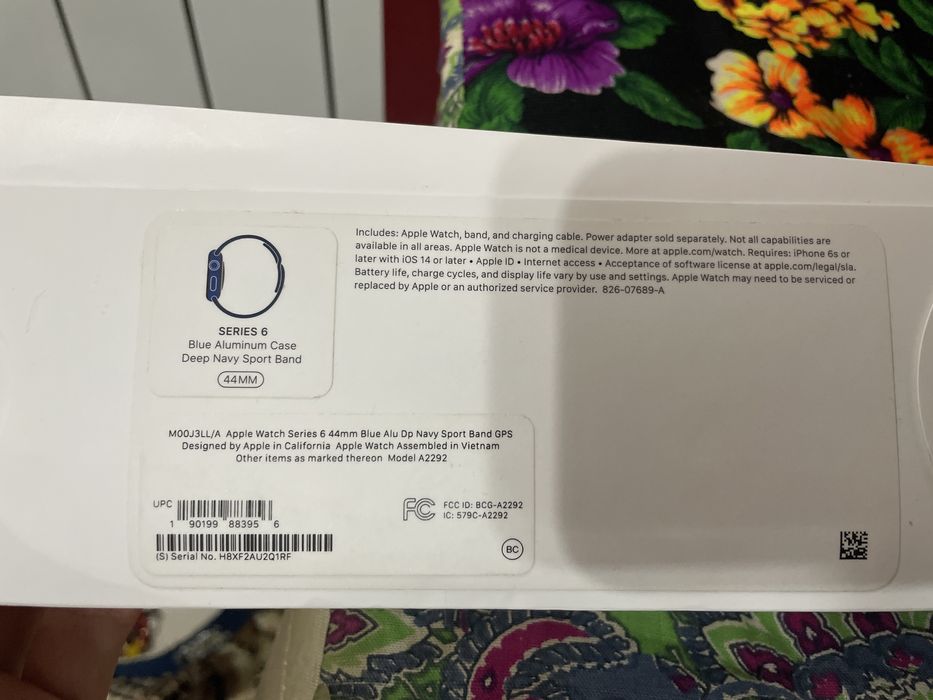 Includes: Apple Watch, band, and charging cable. Power adapter sold separately. Not all capabilities are
available in all areas. Apple Watch is not a medical device. More at apple.com/watch. Requires: iPhone 6s or
later with iOS 14 or later • Apple ID • Internet access • Acceptance of software license at apple.com/legal/sla.
Battery life, charge cycles, and display life vary by use and settings. Apple Watch may need to be serviced or
replaced by Apple or an authorized service provider. 826-07689-A
SERIES 6
Blue Aluminum Case
Deep Navy Sport Band
44MM
M00J3LL/A Apple Watch Series 6 44mm Blue Alu Dp Navy Sport Band GPS
Designed by Apple in California Apple Watch Assembled in Vietnam
Other items as marked thereon Model A2292
UPC
1 90199 88395 6
FC FCC ID: BCG-A2292
IC: 579C-A2292
(S) Serial No. H8XF2AU2Q1RF
BC